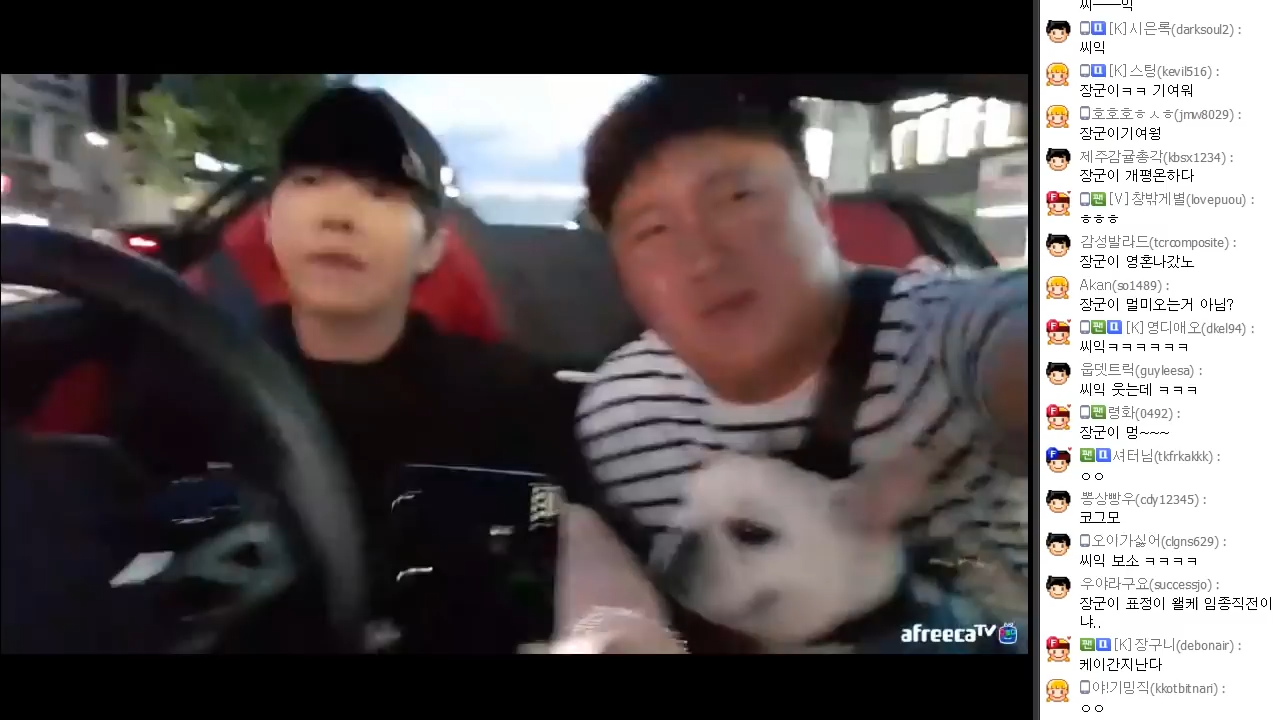 씨──익
[K]시은록(darksoul2) :
씨익
[K]스텅(kevil516) :
장군이ㅋㅋ 기여워
호호호ㅎㅅㅎ(jmw8029) :
장군이기여웡
제주감귤총각(kbsx1234) :
장군이 개평온하다
[V]창밖게별(lovepuou) :
ㅎㅎㅎ
감성발라드(tcrcomposite) :
장군이 영혼나갔노
Akan(so1489) :
장군이 멀미오는거 아님?
[K]영디애오(dkel94) :
씨익ㅋㅋㅋㅋㅋㅋ
웁뎃트럭(guyleesa) :
씨익 웃는데 ㅋㅋㅋ
령화(0492) :
장군이 멍~~~
셔터님(tkfrkakkk) :
ㅇㅇ
뽕상빵우(cdy12345) :
코그모
오이가싫어(clgns629) :
씨익 보소 ㅋㅋㅋㅋ
우야라구요(successjo) :
장군이 표정이 왤케 임종직전이
냐..
[K]장구니(debonair) :
케이간지난다
야!기밍직(kkotbitnari) :
ㅇㅇ
afreecaTV